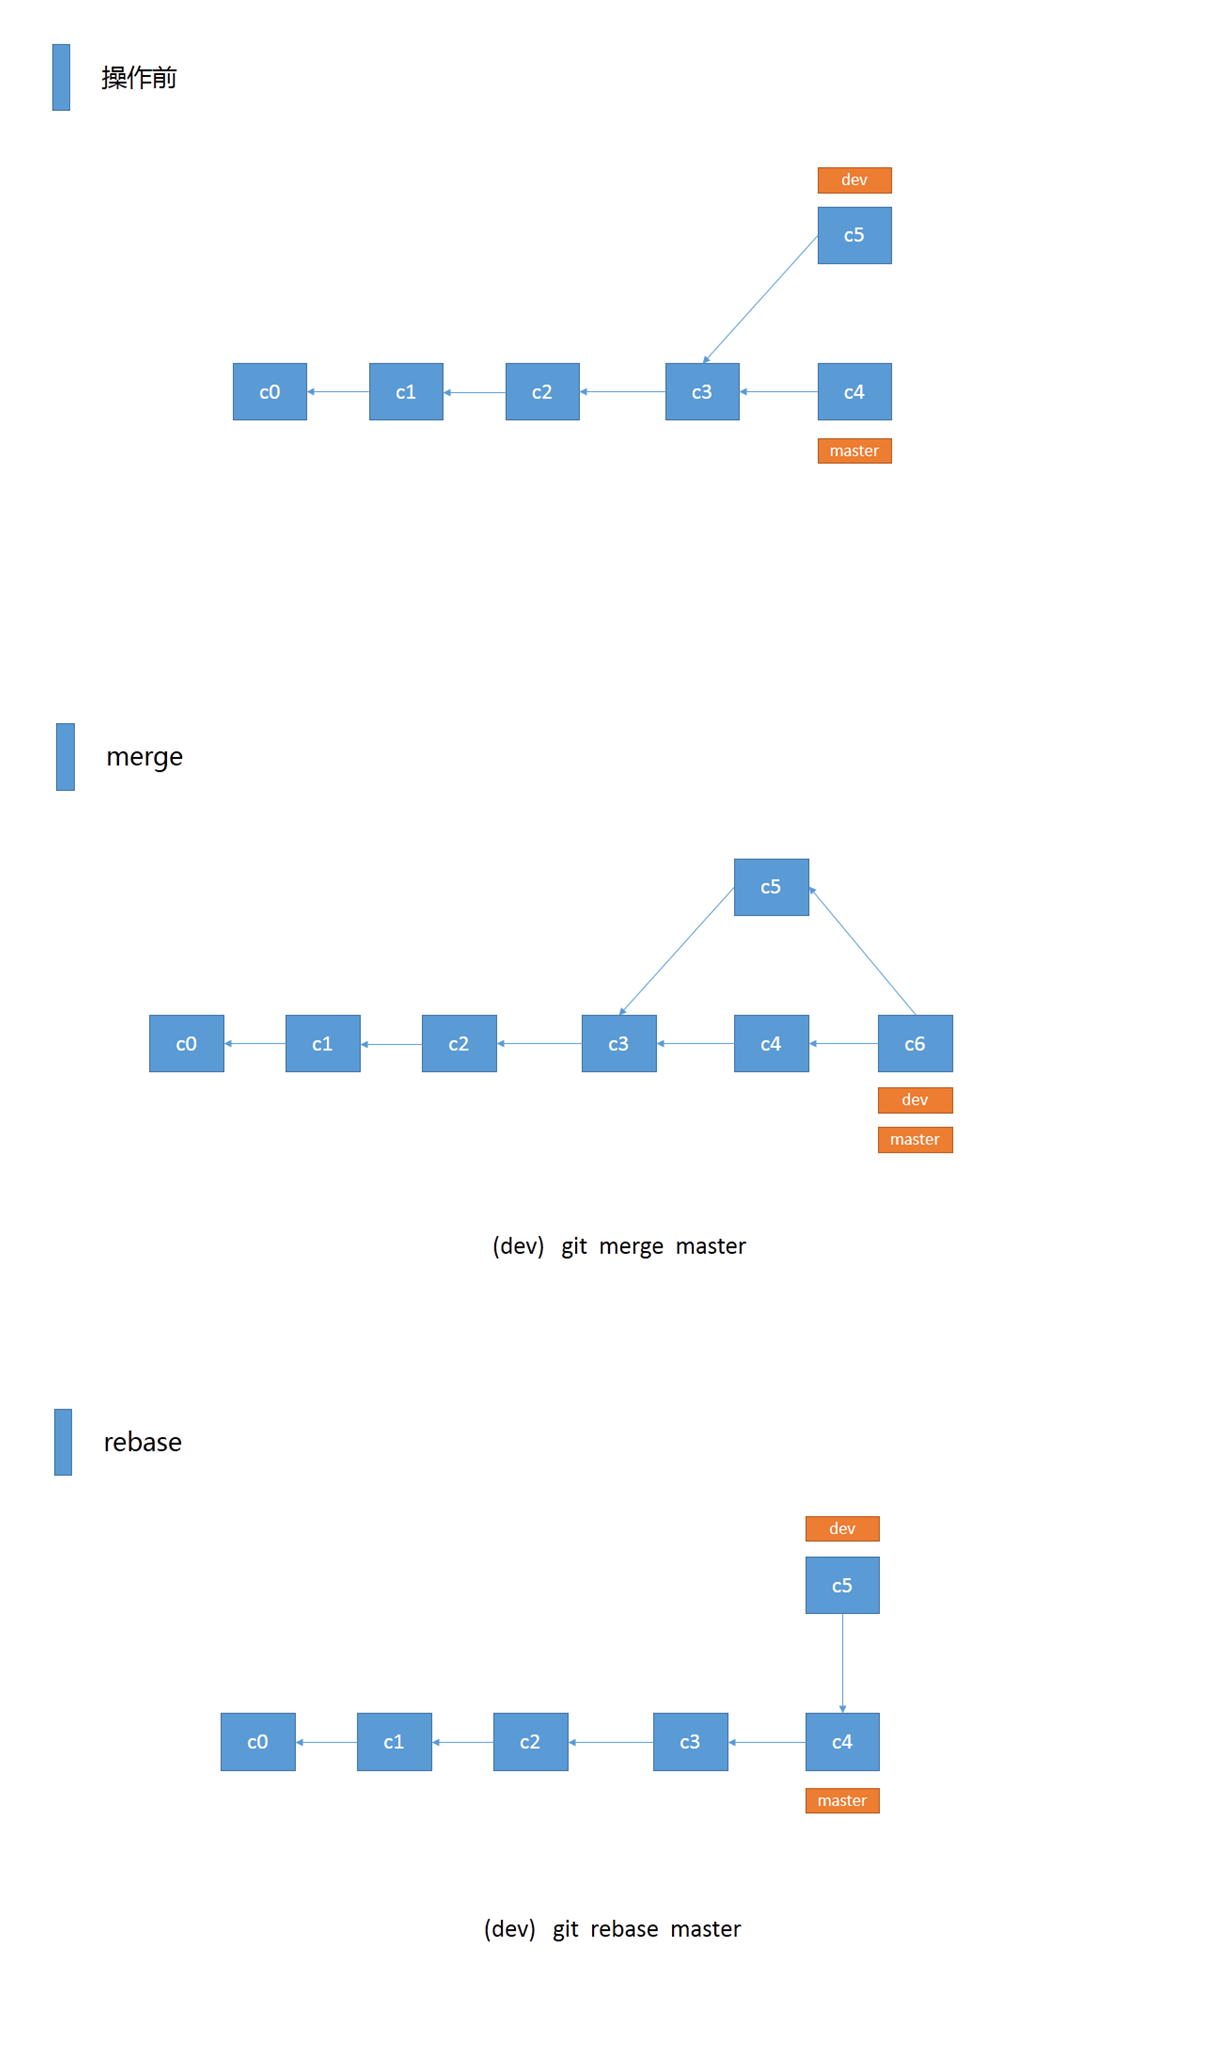 操作前
dev
c5
c0 c1 c2 c3 c4
master
merge
c5
c0 c1 c2 c3 c4 c6
dev
master
(dev) git merge master
rebase
dev
c5
c0 c1 c2 c3 c4
master
(dev) git rebase master